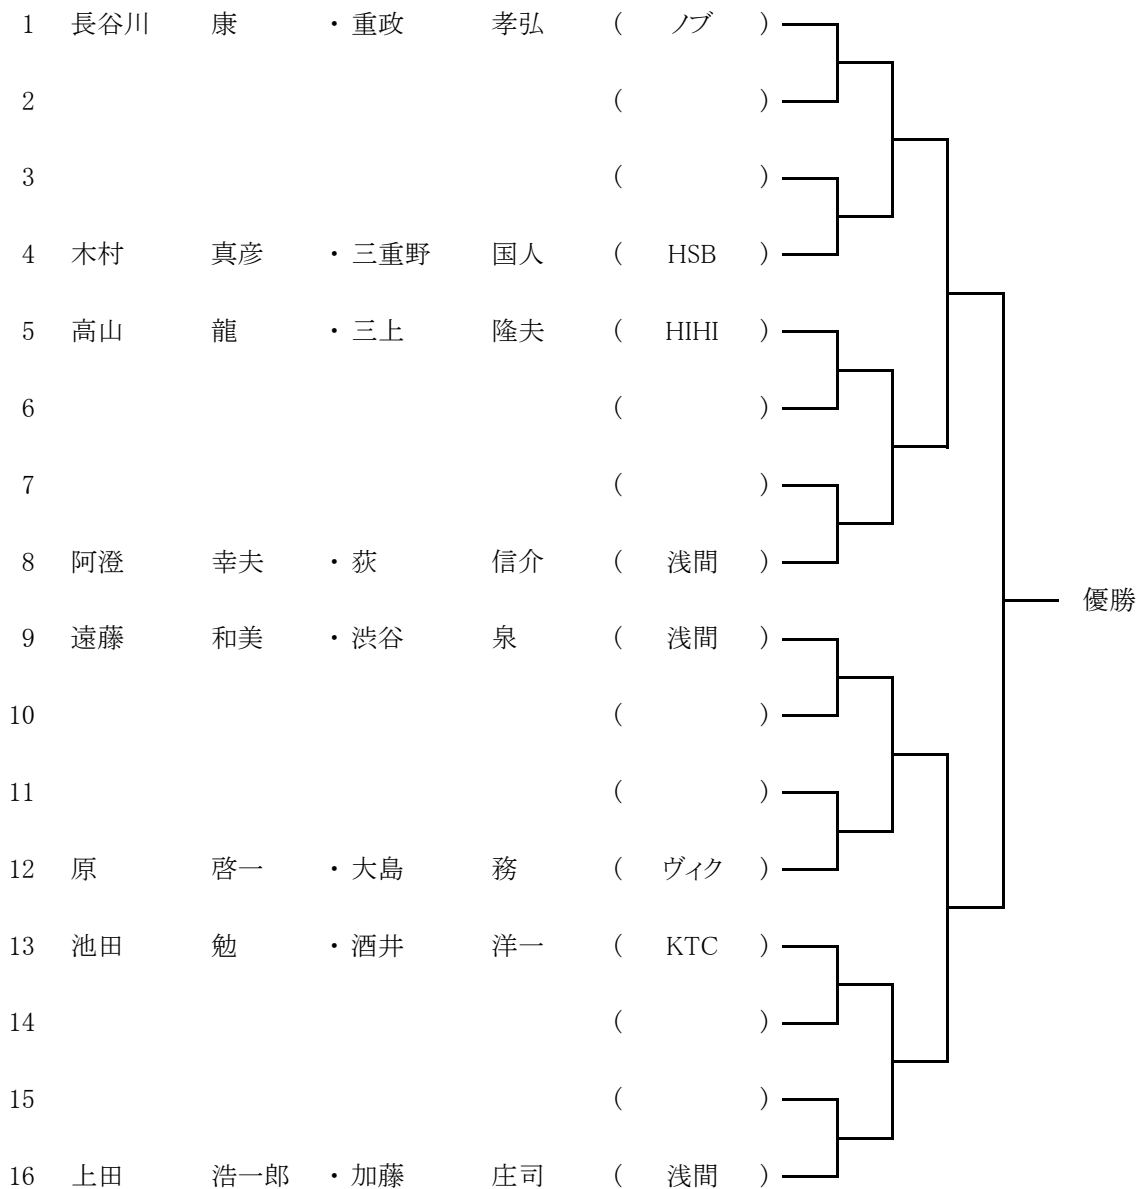 1 長谷川 康 ・ 重政 孝弘 ( ノブ )
2 ( )
3 ( )
4 木村 真彦 ・ 三重野 国人 ( HSB )
5 高山 龍 ・ 三上 隆夫 ( HIHI )
6 ( )
7 ( )
8 阿澄 幸夫 ・ 荻 信介 ( 浅間 )
優勝
9 遠藤 和美 ・ 渋谷 泉 ( 浅間 )
10 ( )
11 ( )
12 原 啓一 ・ 大島 務 ( ヴィク )
13 池田 勉 ・ 酒井 洋一 ( KTC )
14 ( )
15 ( )
16 上田 浩一郎 ・ 加藤 庄司 ( 浅間 )